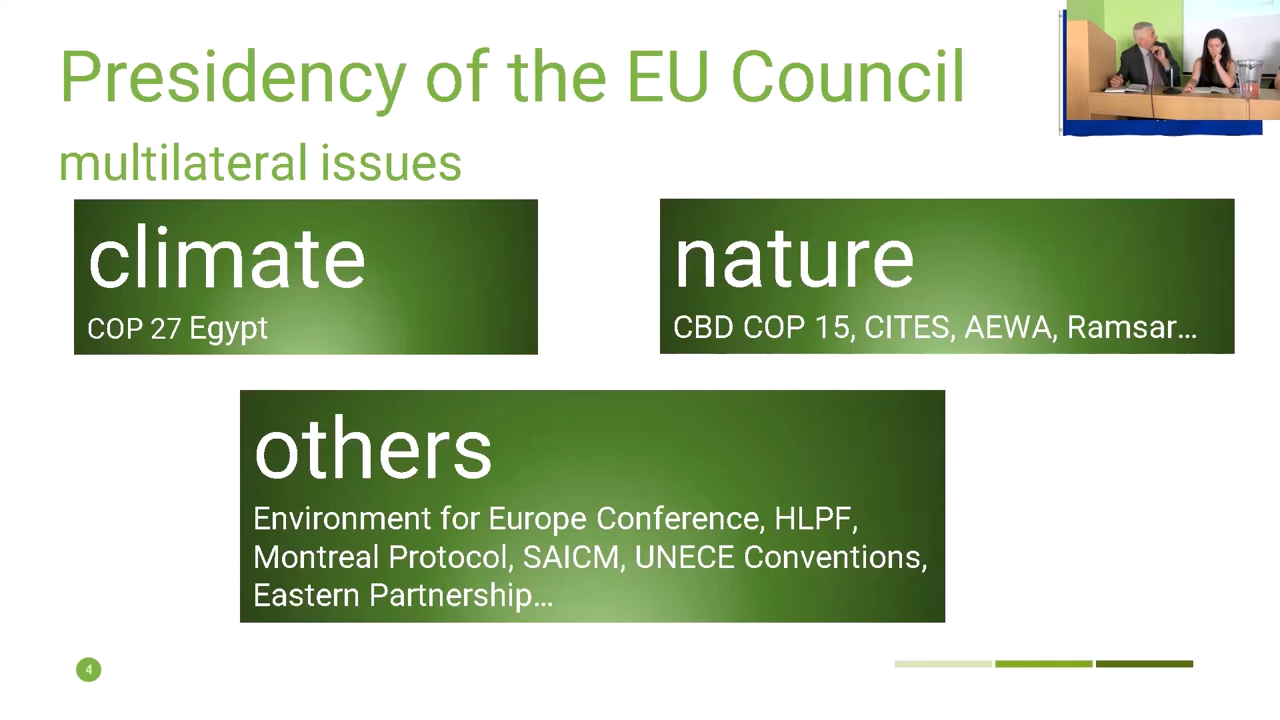 Presidency of the EU Council
multilateral issues
climate
COP 27 Egypt
nature
CBD COP 15, CITES, AEWA, Ramsar…
others
Environment for Europe Conference, HLPF,
Montreal Protocol, SAICM, UNECE Conventions,
Eastern Partnership…
4